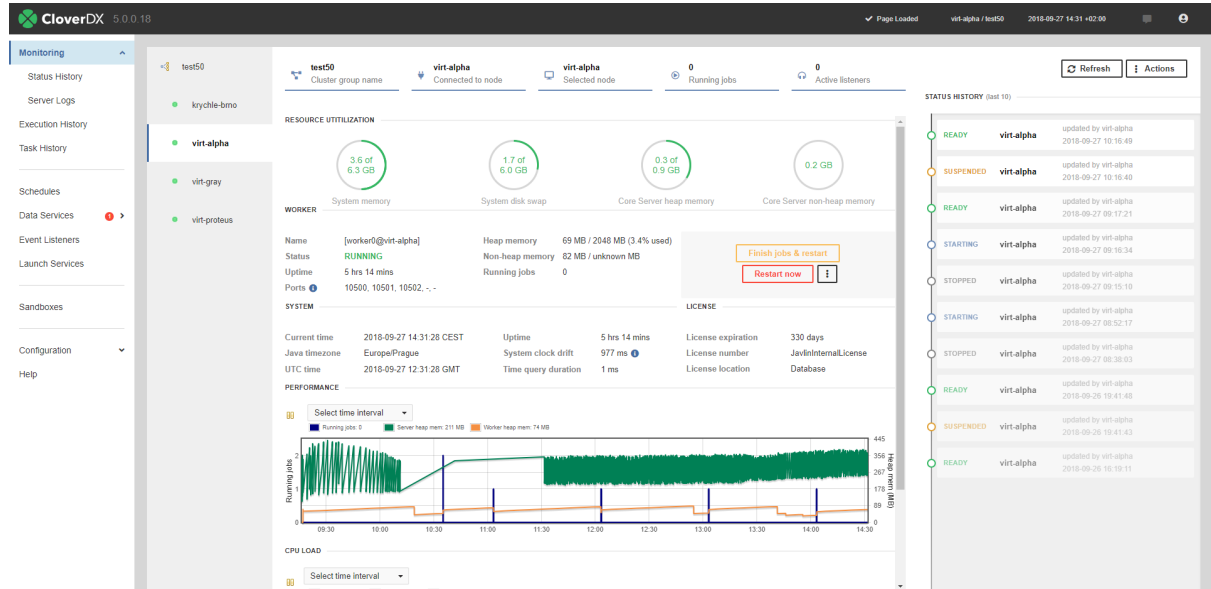 CloverDX 5.0.0.18
Page Loaded
virt-alpha / test50
2018-09-27 14:31 +02:00
Monitoring
Status History
Server Logs
Execution History
Task History
Schedules
Data Services 1
Event Listeners
Launch Services
Sandboxes
Configuration
Help
test50
krychle-brno
virt-alpha
virt-gray
virt-proteus
test50
Cluster group name
virt-alpha
Connected to node
virt-alpha
Selected node
0
Running jobs
0
Active listeners
Refresh
Actions
RESOURCE UTITILIZATION
3.6 of
6.3 GB
System memory
1.7 of
6.0 GB
System disk swap
0.3 of
0.9 GB
Core Server heap memory
0.2 GB
Core Server non-heap memory
WORKER
Name [worker0@virt-alpha] Heap memory 69 MB / 2048 MB (3.4% used)
Status RUNNING Non-heap memory 82 MB / unknown MB
Uptime 5 hrs 14 mins Running jobs 0
Ports 10500, 10501, 10502, -, -
Finish jobs & restart
Restart now
SYSTEM
Current time 2018-09-27 14:31:28 CEST Uptime 5 hrs 14 mins
Java timezone Europe/Prague System clock drift 977 ms
UTC time 2018-09-27 12:31:28 GMT Time query duration 1 ms
LICENSE
License expiration 330 days
License number JavlinInternalLicense
License location Database
PERFORMANCE
Select time interval
Running jobs: 0 Server heap mem: 211 MB Worker heap mem: 74 MB
Running jobs
2
1
0
445
356
267
178
89
0
Heap mem (MB)
09:30 10:00 10:30 11:00 11:30 12:00 12:30 13:00 13:30 14:00 14:30
CPU LOAD
Select time interval
STATUS HISTORY (last 10)
READY virt-alpha updated by virt-alpha
2018-09-27 10:16:49
SUSPENDED virt-alpha updated by virt-alpha
2018-09-27 10:16:40
READY virt-alpha updated by virt-alpha
2018-09-27 09:17:21
STARTING virt-alpha updated by virt-alpha
2018-09-27 09:16:34
STOPPED virt-alpha updated by virt-alpha
2018-09-27 09:15:10
STARTING virt-alpha updated by virt-alpha
2018-09-27 08:52:17
STOPPED virt-alpha updated by virt-alpha
2018-09-27 08:38:03
READY virt-alpha updated by virt-alpha
2018-09-26 19:41:48
SUSPENDED virt-alpha updated by virt-alpha
2018-09-26 19:41:43
READY virt-alpha updated by virt-alpha
2018-09-26 16:19:11